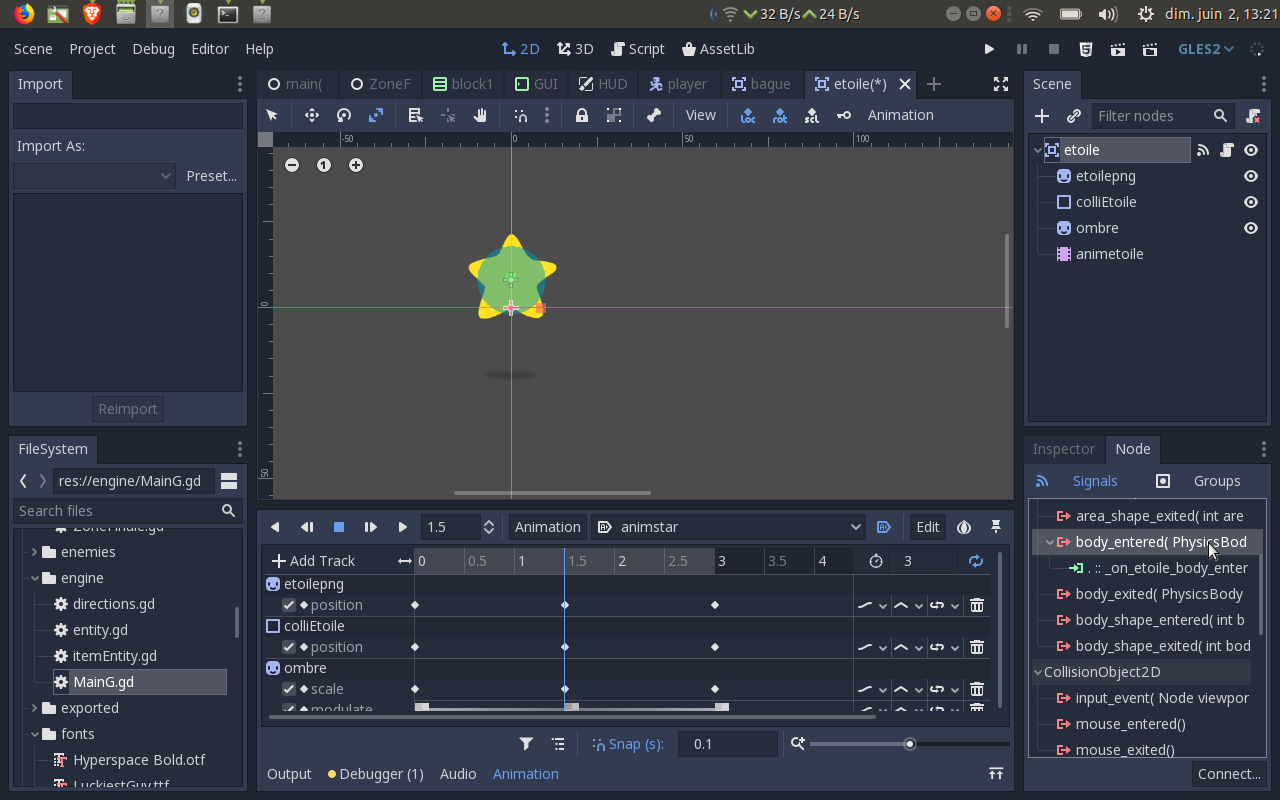 32 B/s 24 B/s
dim. juin 2, 13:21
Scene Project Debug Editor Help
2D 3D Script AssetLib
GLES2
Import
main( ZoneF block1 GUI HUD player bague etoile(*)
Scene
View Animation
Filter nodes
Import As:
Preset...
-50 0 50 100
1
0
50
etoile
etoilepng
colliEtoile
ombre
animetoile
Reimport
FileSystem
res://engine/MainG.gd
Search files
ZoneFinale.gd
enemies
engine
directions.gd
entity.gd
itemEntity.gd
MainG.gd
exported
fonts
Hyperspace Bold.otf
LuckiestGuy.ttf
1.5 Animation animstar Edit
Add Track 0 0.5 1 1.5 2 2.5 3 3.5 4 3
etoilepng
position
colliEtoile
position
ombre
scale
modulate
Snap (s): 0.1
Output Debugger (1) Audio Animation
Inspector Node
Signals Groups
area_shape_exited( int are
body_entered( PhysicsBod
. :: _on_etoile_body_enter
body_exited( PhysicsBody
body_shape_entered( int b
body_shape_exited( int bod
CollisionObject2D
input_event( Node viewpor
mouse_entered()
mouse_exited()
Connect...